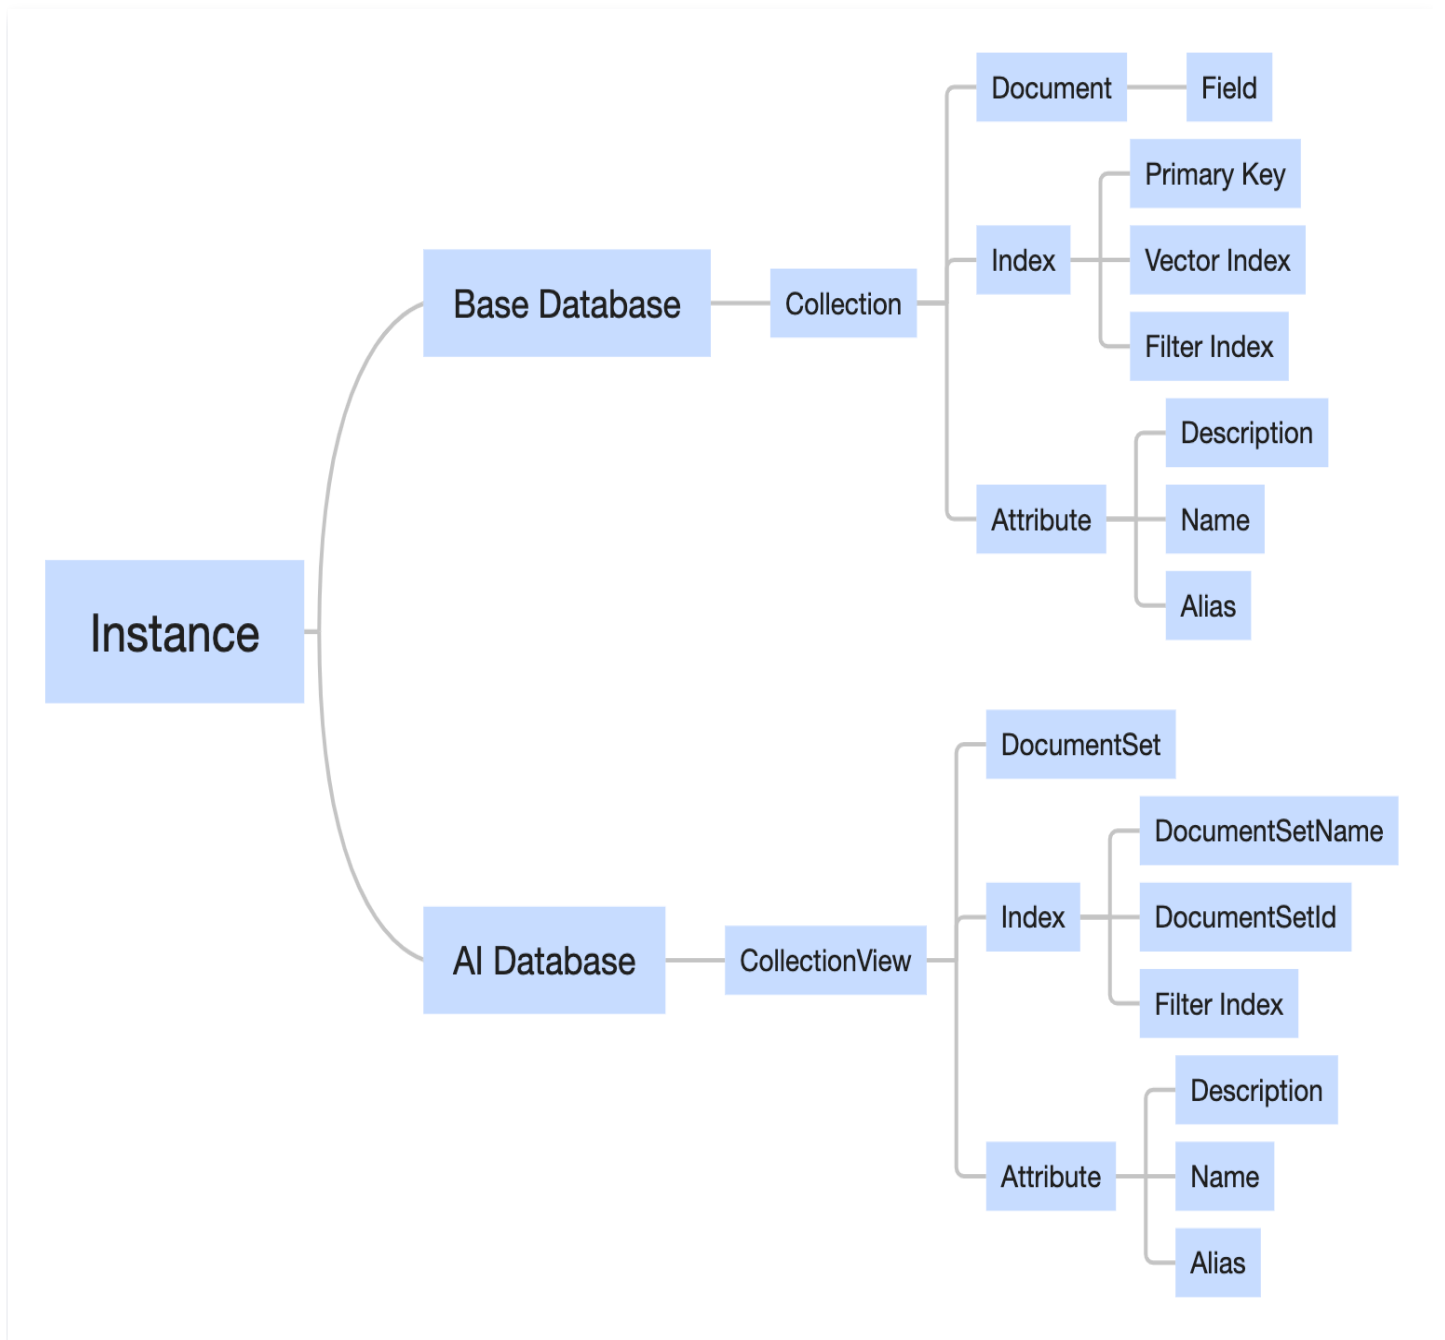 Instance
Base Database
Collection
Document
Field
Index
Primary Key
Vector Index
Filter Index
Attribute
Description
Name
Alias
AI Database
CollectionView
DocumentSet
Index
DocumentSetName
DocumentSetId
Filter Index
Attribute
Description
Name
Alias